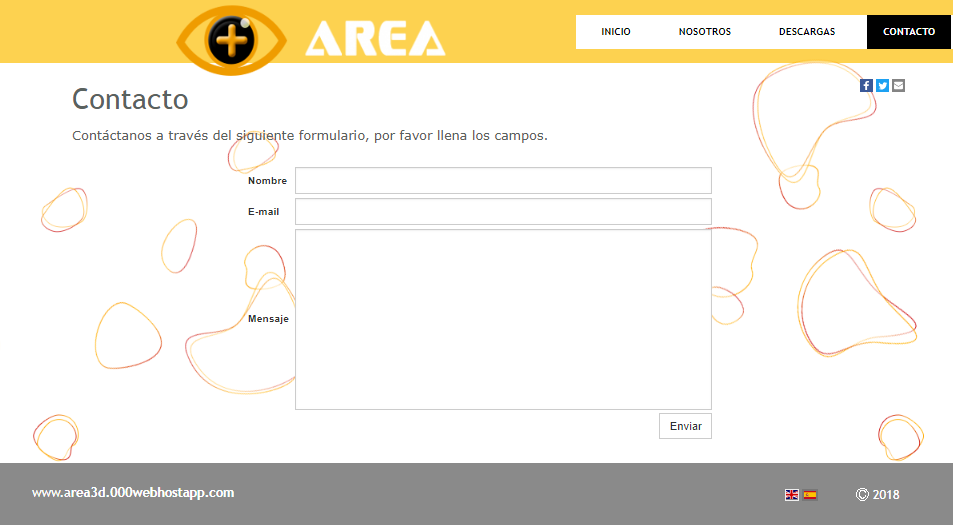 AREA
INICIO NOSOTROS DESCARGAS CONTACTO
Contacto
Contáctanos a través del siguiente formulario, por favor llena los campos.
Nombre
E-mail
Mensaje
Enviar
www.area3d.000webhostapp.com © 2018